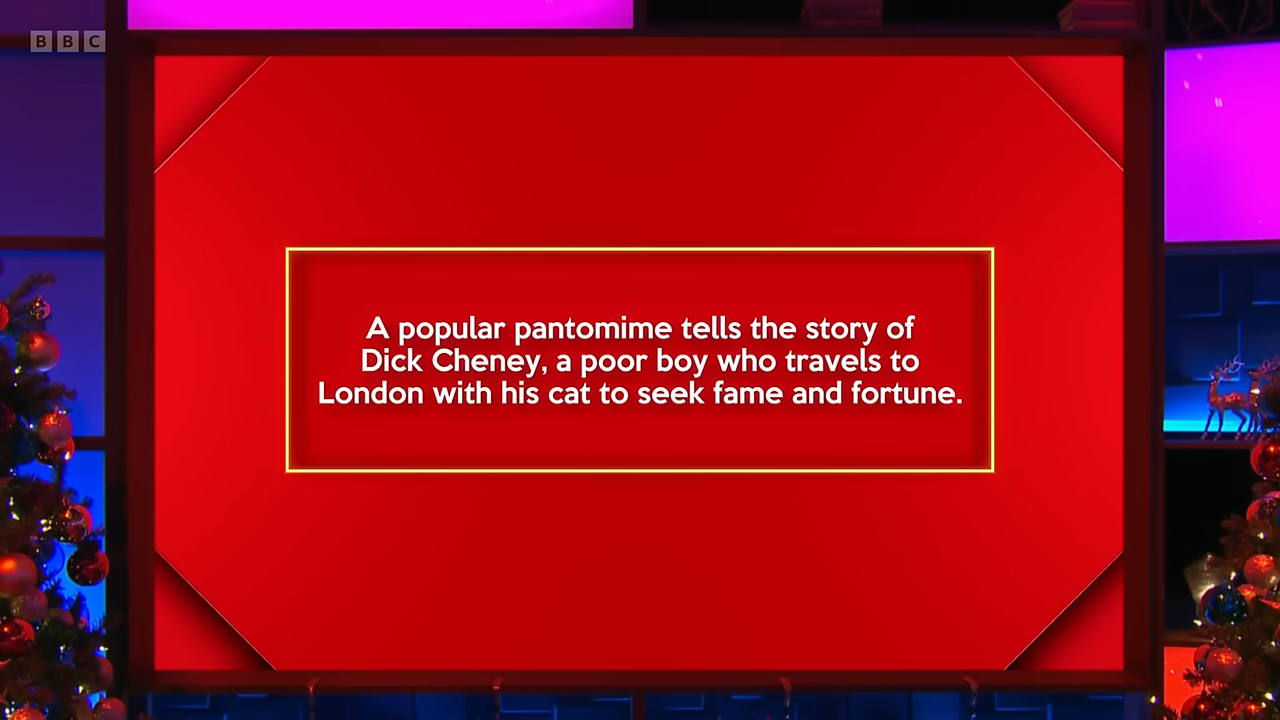 BBC
A popular pantomime tells the story of
Dick Cheney, a poor boy who travels to
London with his cat to seek fame and fortune.